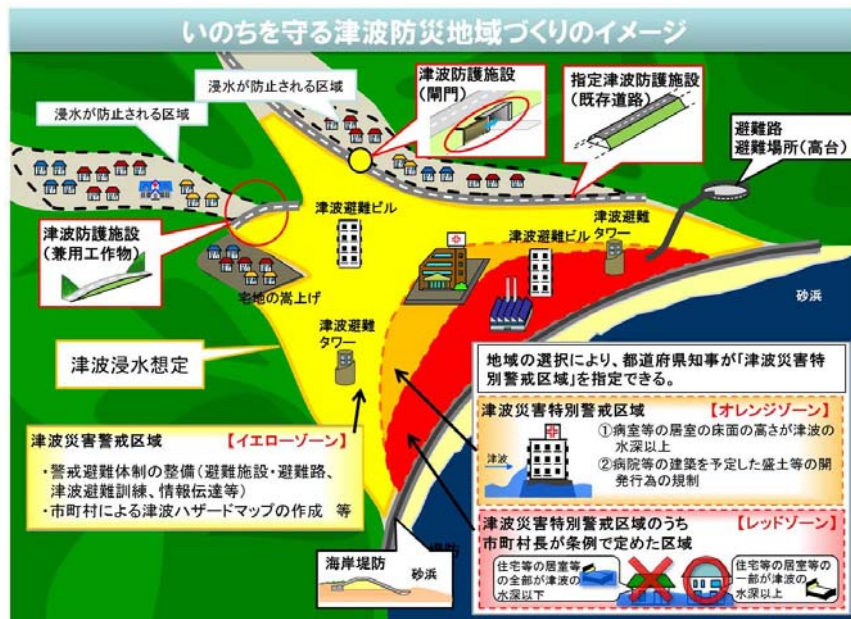 いのちを守る津波防災地域づくりのイメージ
浸水が防止される区域
浸水が防止される区域
津波防護施設
(閘門)
指定津波防護施設
(既存道路)
避難路
避難場所(高台)
津波防護施設
(兼用工作物)
津波避難ビル
津波避難ビル
津波避難
タワー
宅地の嵩上げ
砂浜
津波浸水想定
津波避難
タワー
地域の選択により、都道府県知事が「津波災害特
別警戒区域」を指定できる。
津波災害警戒区域 【イエローゾーン】
・警戒避難体制の整備(避難施設・避難路、
津波避難訓練、情報伝達等)
・市町村による津波ハザードマップの作成 等
津波災害特別警戒区域 【オレンジゾーン】
津波
①病室等の居室の床面の高さが津波の
水深以上
②病院等の建築を予定した盛土等の開
発行為の規制
津波災害特別警戒区域のうち 【レッドゾーン】
市町村長が条例で定めた区域
住宅等の居室等
の全部が津波の
水深以下
住宅等の居室等の
一部が津波の
水深以上
海岸堤防
砂浜